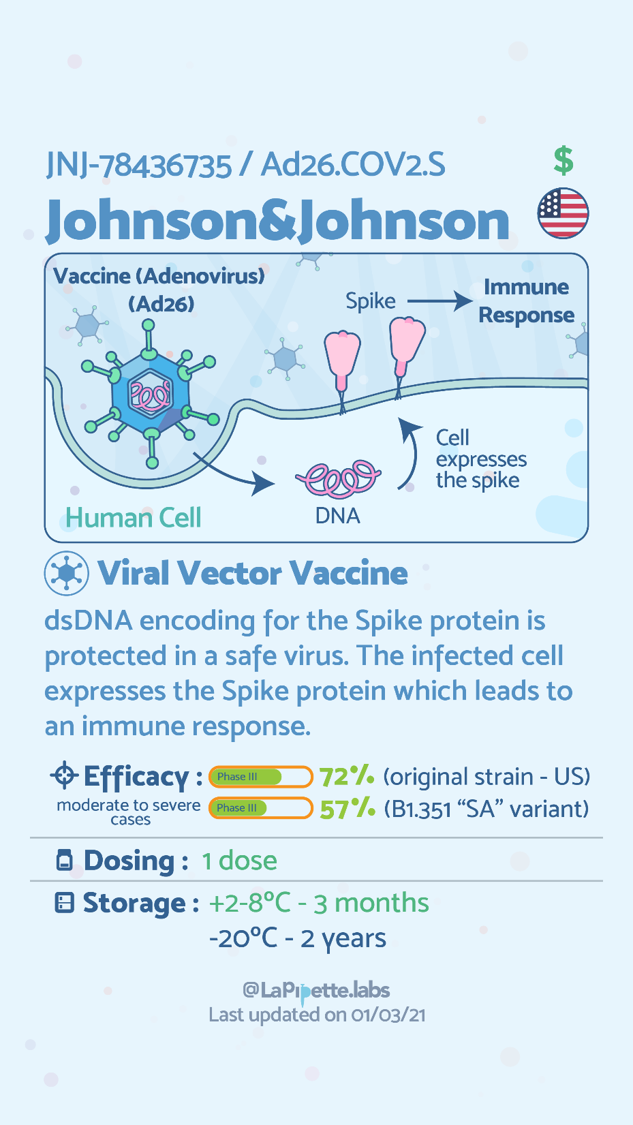 JNJ-78436735 / Ad26.COV2.S
$
Johnson&Johnson
Vaccine (Adenovirus)
(Ad26)
Spike
Immune
Response
Cell
expresses
the spike
DNA
Human Cell
Viral Vector Vaccine
dsDNA encoding for the Spike protein is
protected in a safe virus. The infected cell
expresses the Spike protein which leads to
an immune response.
Efficacy : Phase III 72% (original strain - US)
moderate to severe
cases
Phase III 57% (B1.351 “SA” variant)
Dosing : 1 dose
Storage : +2-8ºC - 3 months
-20ºC - 2 years
@LaPipette.labs
Last updated on 01/03/21